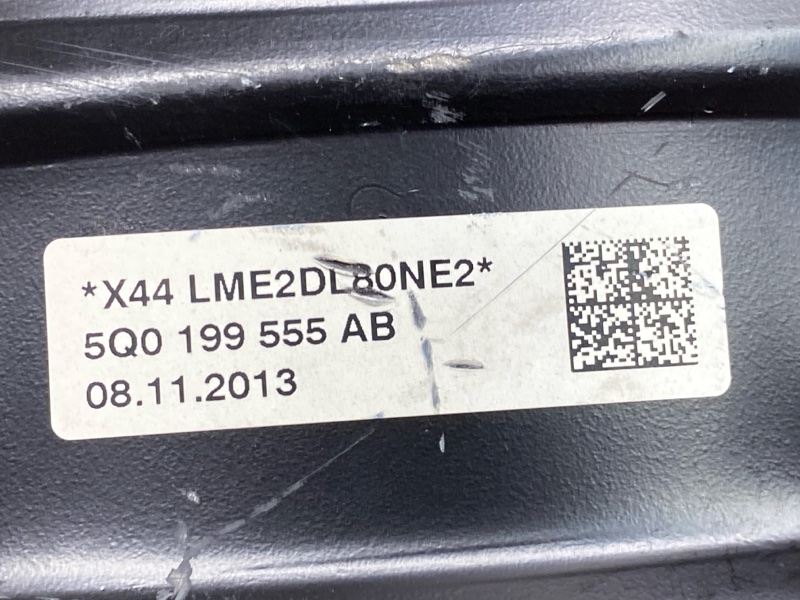 *X44 LME2DL80NE2*
5Q0 199 555 AB
08.11.2013